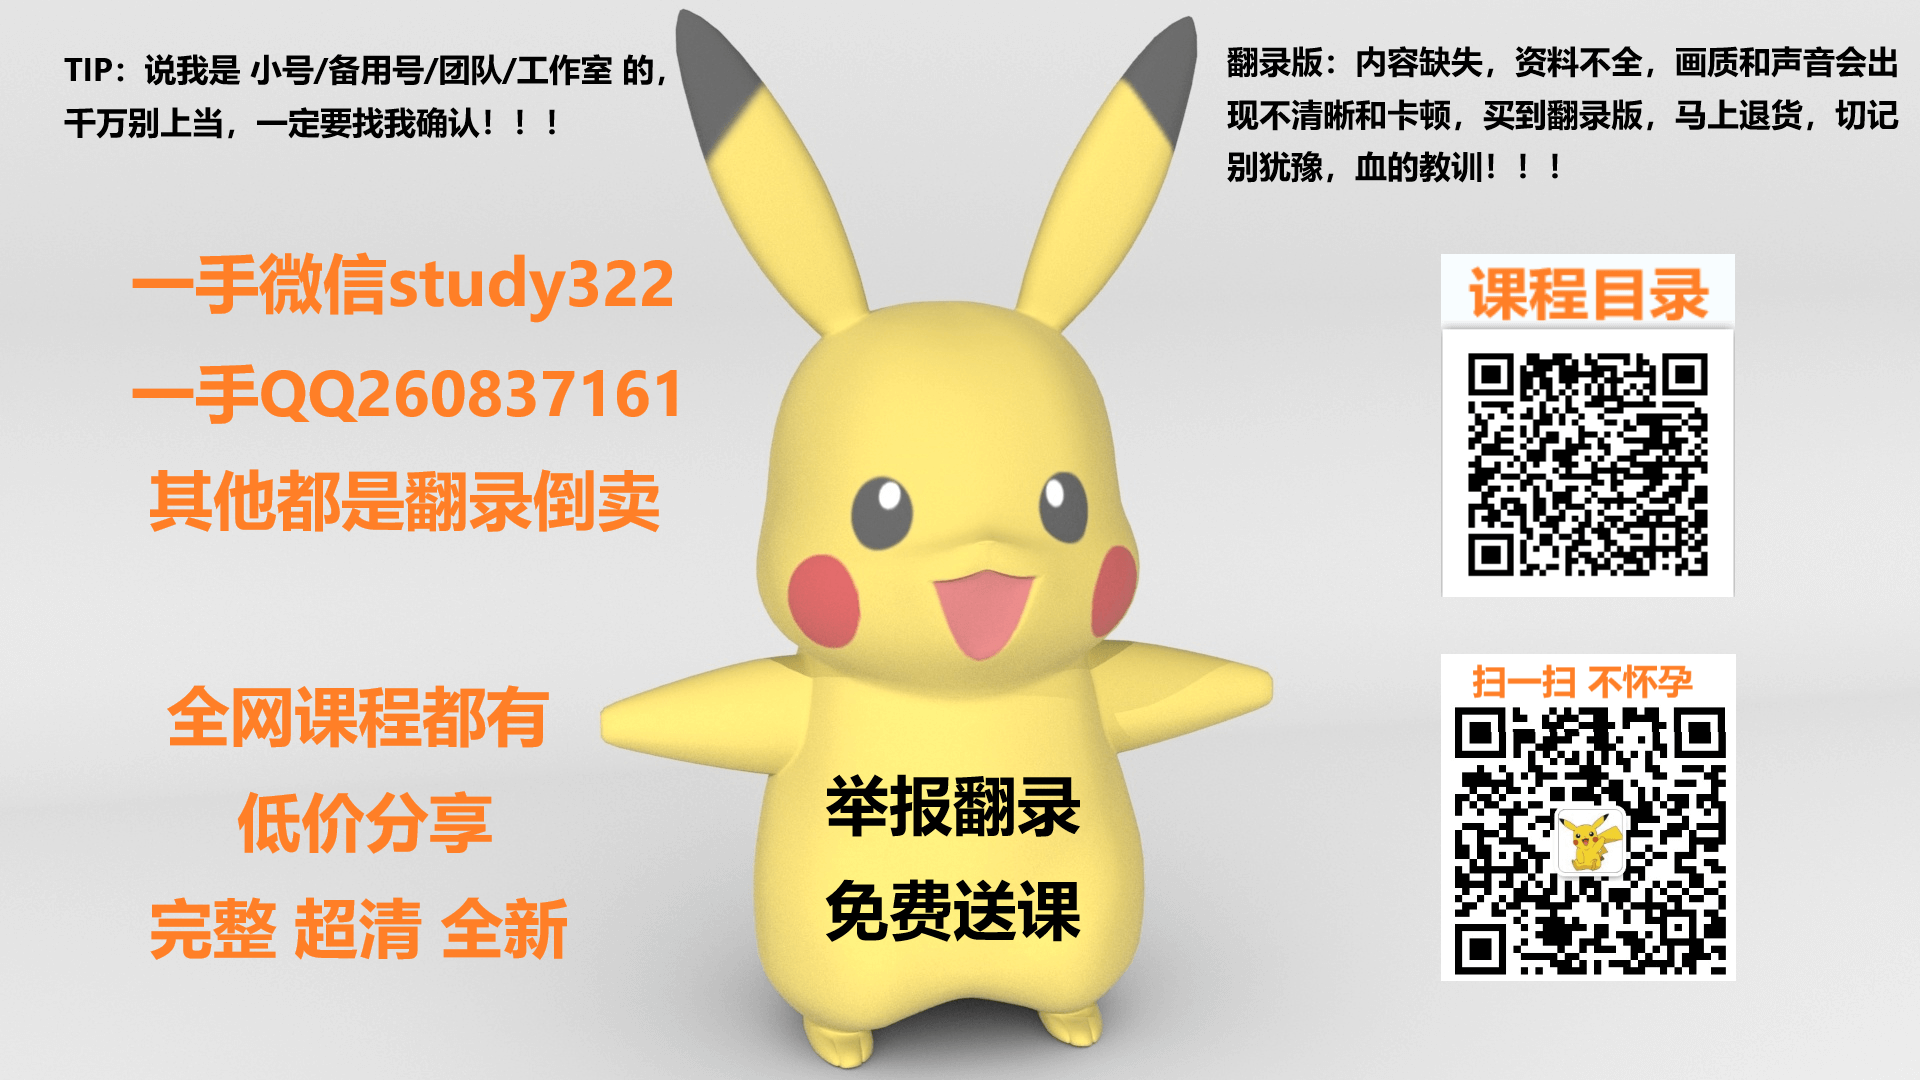 TIP：说我是 小号/备用号/团队/工作室 的，
千万别上当，一定要找我确认！！！
翻录版：内容缺失，资料不全，画质和声音会出
现不清晰和卡顿，买到翻录版，马上退货，切记
别犹豫，血的教训！！！
一手微信study322
一手QQ260837161
其他都是翻录倒卖
全网课程都有
低价分享
完整 超清 全新
举报翻录
免费送课
课程目录
扫一扫 不怀孕